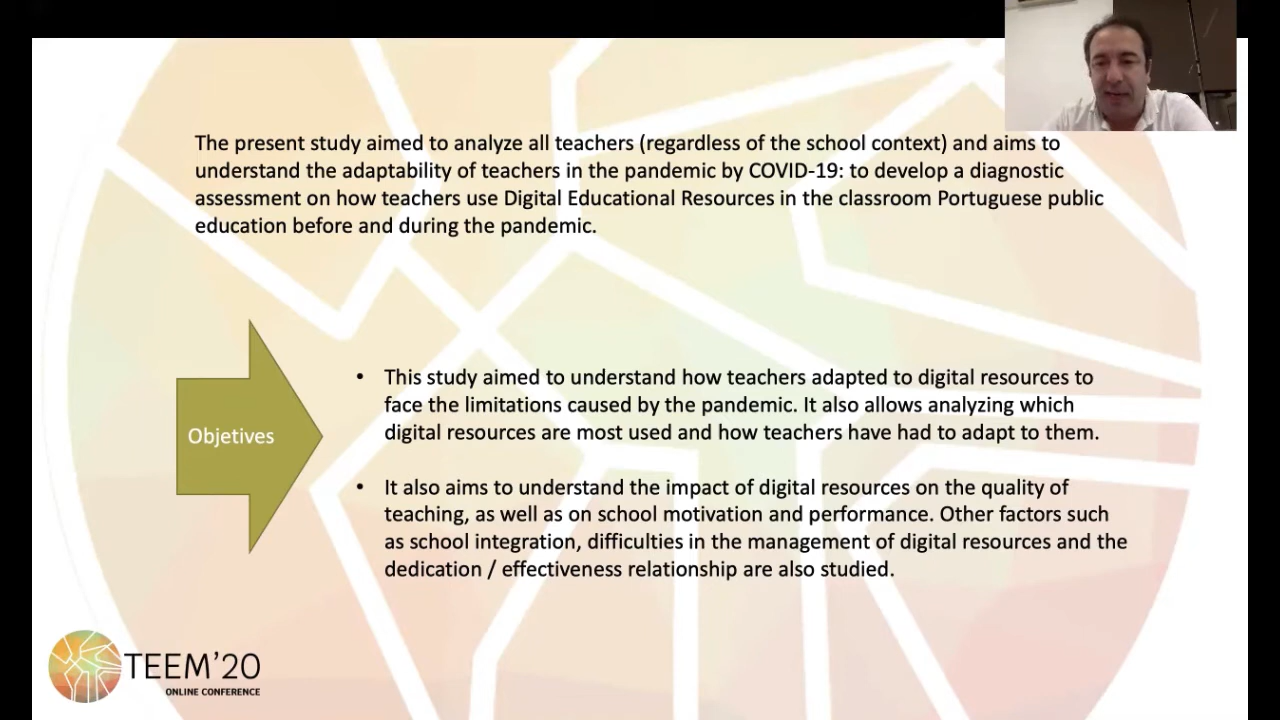 The present study aimed to analyze all teachers (regardless of the school context) and aims to
understand the adaptability of teachers in the pandemic by COVID-19: to develop a diagnostic
assessment on how teachers use Digital Educational Resources in the classroom Portuguese public
education before and during the pandemic.
Objetives
• This study aimed to understand how teachers adapted to digital resources to
face the limitations caused by the pandemic. It also allows analyzing which
digital resources are most used and how teachers have had to adapt to them.
• It also aims to understand the impact of digital resources on the quality of
teaching, as well as on school motivation and performance. Other factors such
as school integration, difficulties in the management of digital resources and the
dedication / effectiveness relationship are also studied.
TEEM’20
ONLINE CONFERENCE